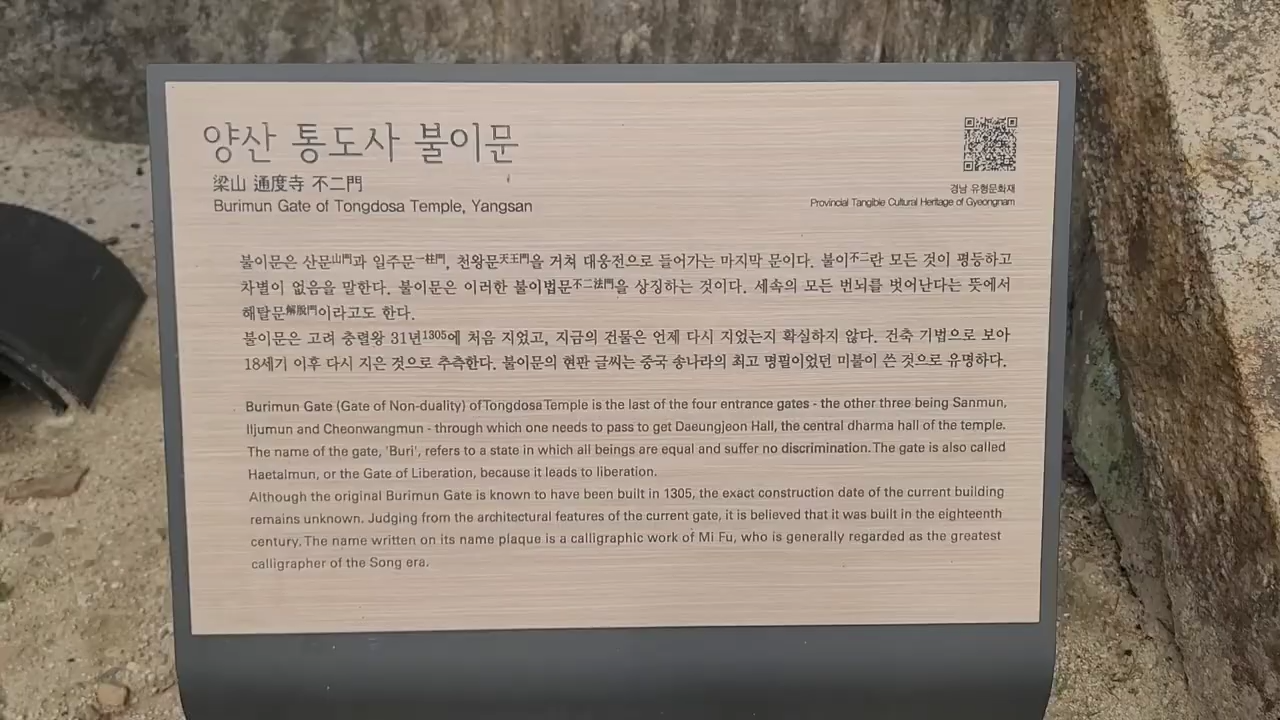 양산 통도사 불이문
梁山 通度寺 不二門
Burimun Gate of Tongdosa Temple, Yangsan
경남 유형문화재
Provincial Tangible Cultural Heritage of Gyeongnam
불이문은 산문山門과 일주문一柱門, 천왕문天王門을 거쳐 대웅전으로 들어가는 마지막 문이다. 불이不二란 모든 것이 평등하고
차별이 없음을 말한다. 불이문은 이러한 불이법문不二法門을 상징하는 것이다. 세속의 모든 번뇌를 벗어난다는 뜻에서
해탈문解脫門이라고도 한다.
불이문은 고려 충렬왕 31년1305에 처음 지었고, 지금의 건물은 언제 다시 지었는지 확실하지 않다. 건축 기법으로 보아
18세기 이후 다시 지은 것으로 추측한다. 불이문의 현판 글씨는 중국 송나라의 최고 명필이었던 미불이 쓴 것으로 유명하다.
Burimun Gate (Gate of Non-duality) of Tongdosa Temple is the last of the four entrance gates - the other three being Sanmun,
Iljumun and Cheonwangmun - through which one needs to pass to get Daeungjeon Hall, the central dharma hall of the temple.
The name of the gate, 'Buri', refers to a state in which all beings are equal and suffer no discrimination. The gate is also called
Haetalmun, or the Gate of Liberation, because it leads to liberation.
Although the original Burimun Gate is known to have been built in 1305, the exact construction date of the current building
remains unknown. Judging from the architectural features of the current gate, it is believed that it was built in the eighteenth
century. The name written on its name plaque is a calligraphic work of Mi Fu, who is generally regarded as the greatest
calligrapher of the Song era.